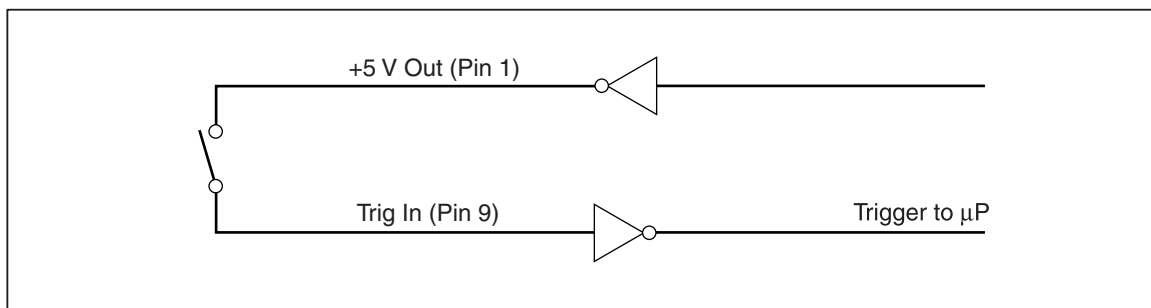 +5 V Out (Pin 1)
Trig In (Pin 9)
Trigger to µP